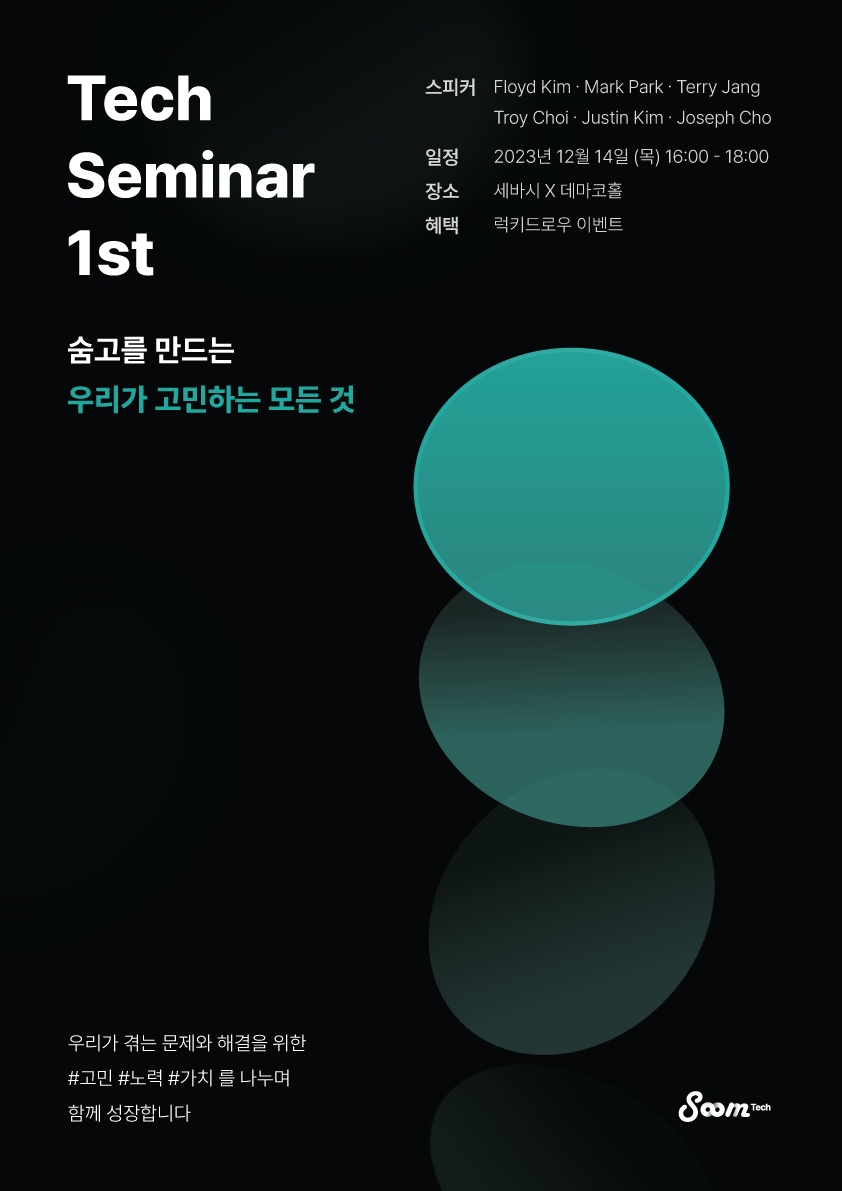 Tech
Seminar
1st
숨고를 만드는
우리가 고민하는 모든 것
스피커 Floyd Kim · Mark Park · Terry Jang
Troy Choi · Justin Kim · Joseph Cho
일정 2023년 12월 14일 (목) 16:00 - 18:00
장소 세바시 X 데마코홀
혜택 럭키드로우 이벤트
우리가 겪는 문제와 해결을 위한
#고민 #노력 #가치 를 나누며
함께 성장합니다
Soom Tech